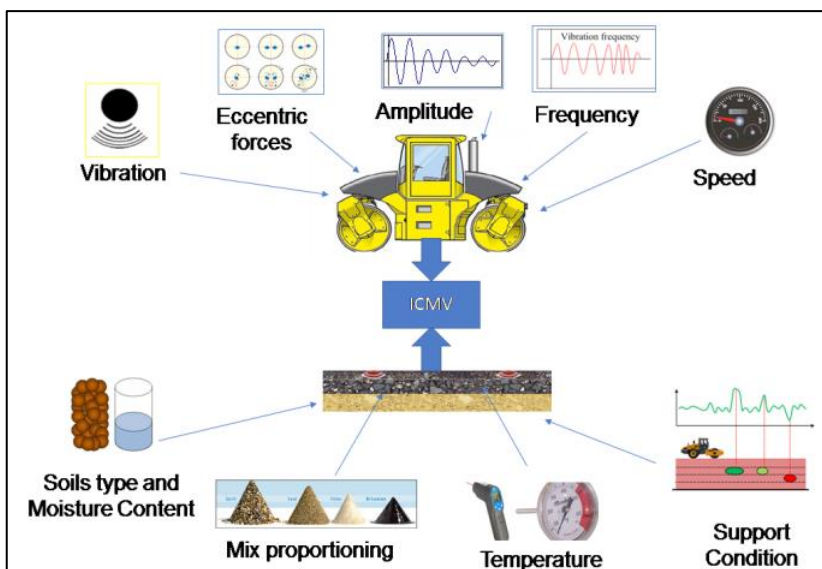 Vibration frequency
Eccentric
forces
Amplitude
Frequency
Vibration
Speed
ICMV
Soils type and
Moisture Content
Mix proportioning
Temperature
Support
Condition